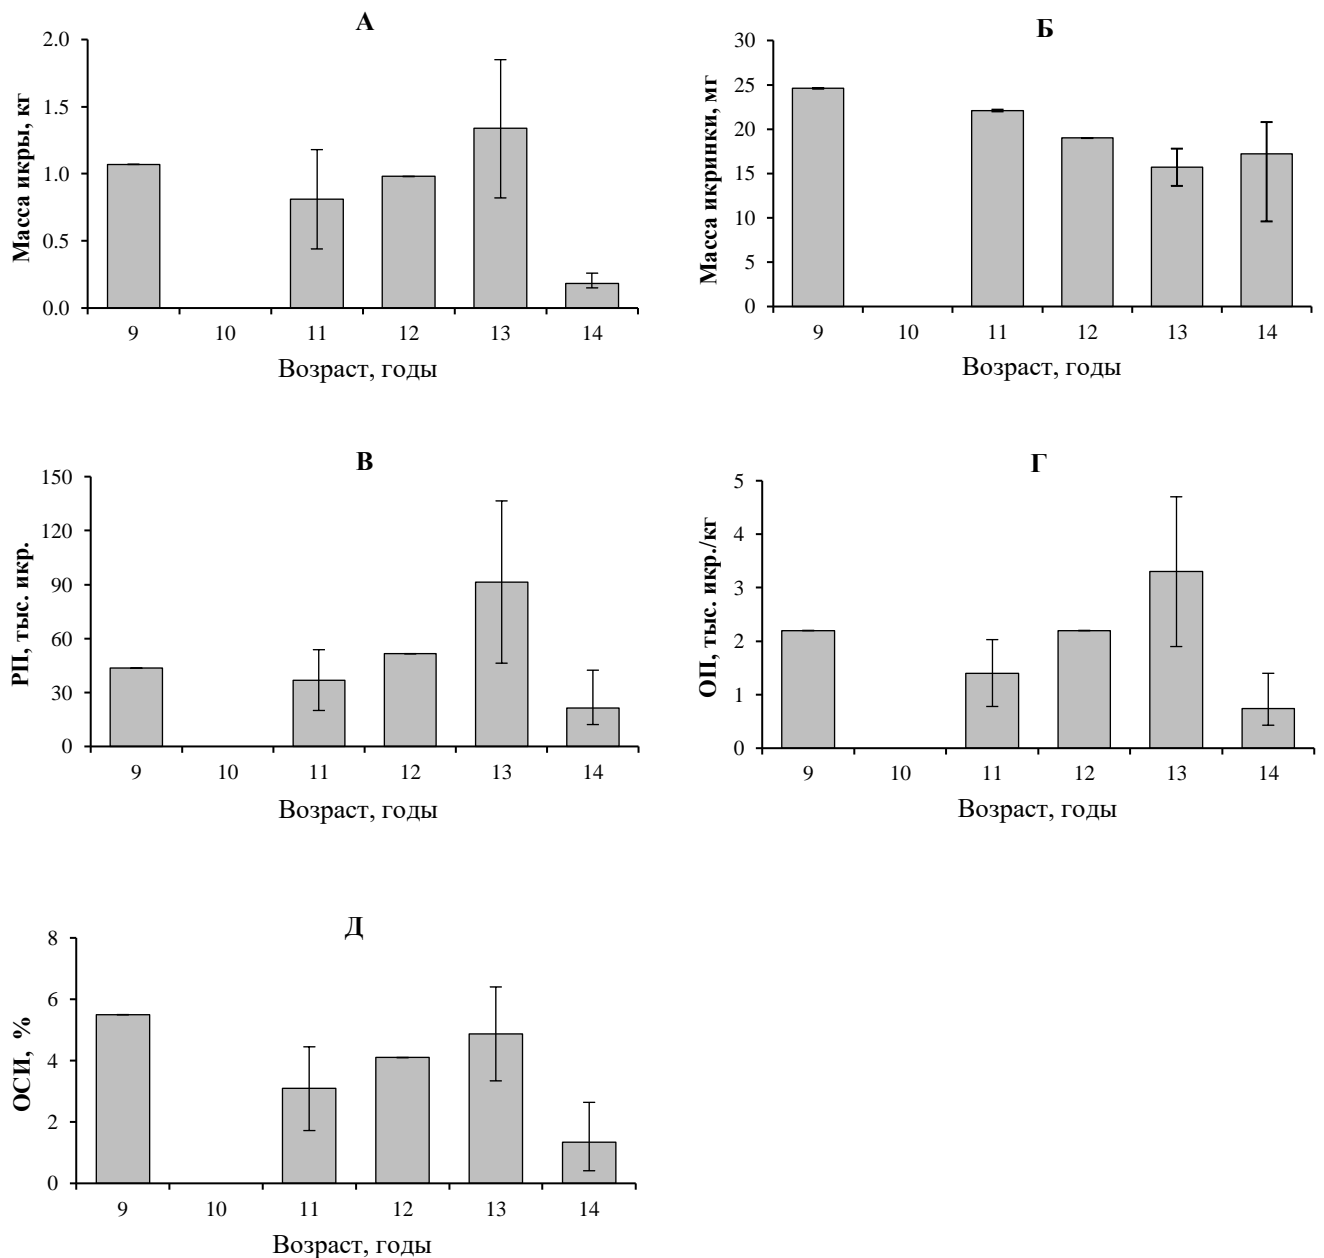 А
Масса икры, кг
2.0
1.5
1.0
0.5
0.0
9 10 11 12 13 14
Возраст, годы
Б
Масса икринки, мг
30
25
20
15
10
5
0
9 10 11 12 13 14
Возраст, годы
В
РП, тыс. икр.
150
120
90
60
30
0
9 10 11 12 13 14
Возраст, годы
Г
ОП, тыс. икр./кг
5
4
3
2
1
0
9 10 11 12 13 14
Возраст, годы
Д
ОСИ, %
8
6
4
2
0
9 10 11 12 13 14
Возраст, годы